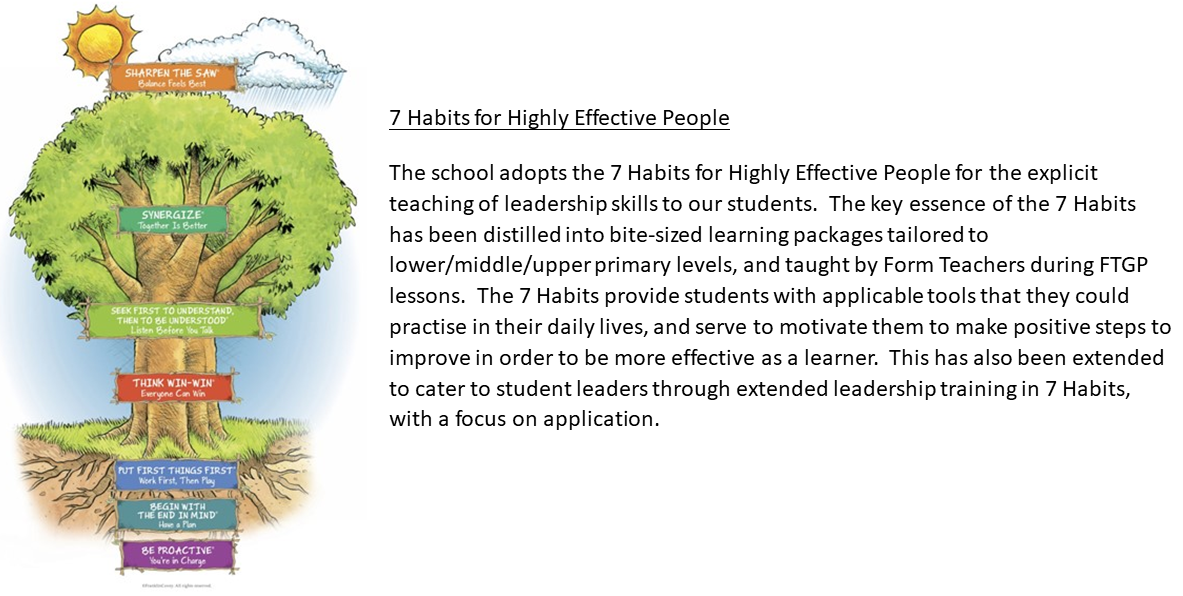 SHARPEN THE SAW®
Balance Feels Best
SYNERGIZE®
Together Is Better
SEEK FIRST TO UNDERSTAND,
THEN TO BE UNDERSTOOD®
Listen Before You Talk
THINK WIN-WIN®
Everyone Can Win
PUT FIRST THINGS FIRST®
Work First, Then Play
BEGIN WITH
THE END IN MIND®
Have a Plan
BE PROACTIVE®
You're in Charge
©FranklinCovey. All rights reserved.
7 Habits for Highly Effective People
The school adopts the 7 Habits for Highly Effective People for the explicit
teaching of leadership skills to our students. The key essence of the 7 Habits
has been distilled into bite-sized learning packages tailored to
lower/middle/upper primary levels, and taught by Form Teachers during FTGP
lessons. The 7 Habits provide students with applicable tools that they could
practise in their daily lives, and serve to motivate them to make positive steps to
improve in order to be more effective as a learner. This has also been extended
to cater to student leaders through extended leadership training in 7 Habits,
with a focus on application.